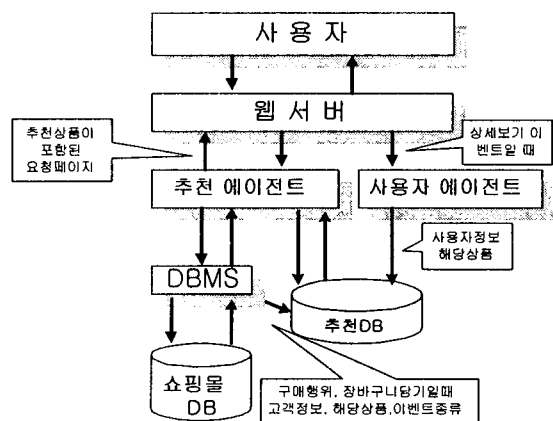 사 용 자
웹 서 버
추천상품이
포함된
요청페이지
상세보기 이
벤트일 때
추천 에이전트
사용자 에이전트
사용자정보
해당상품
DBMS
추천DB
쇼핑몰
DB
구매행위, 장바구니담기일때
고객정보, 해당상품,이벤트종류